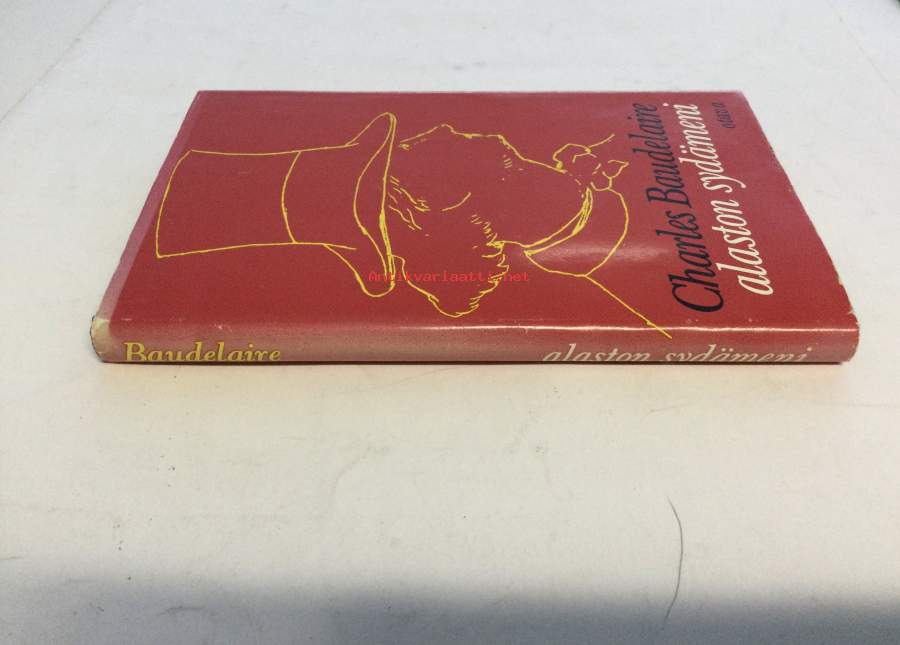 Charles Baudelaire
alaston sydämeni
otava
Antikvariaatti.net
Baudelaire
alaston sydämeni